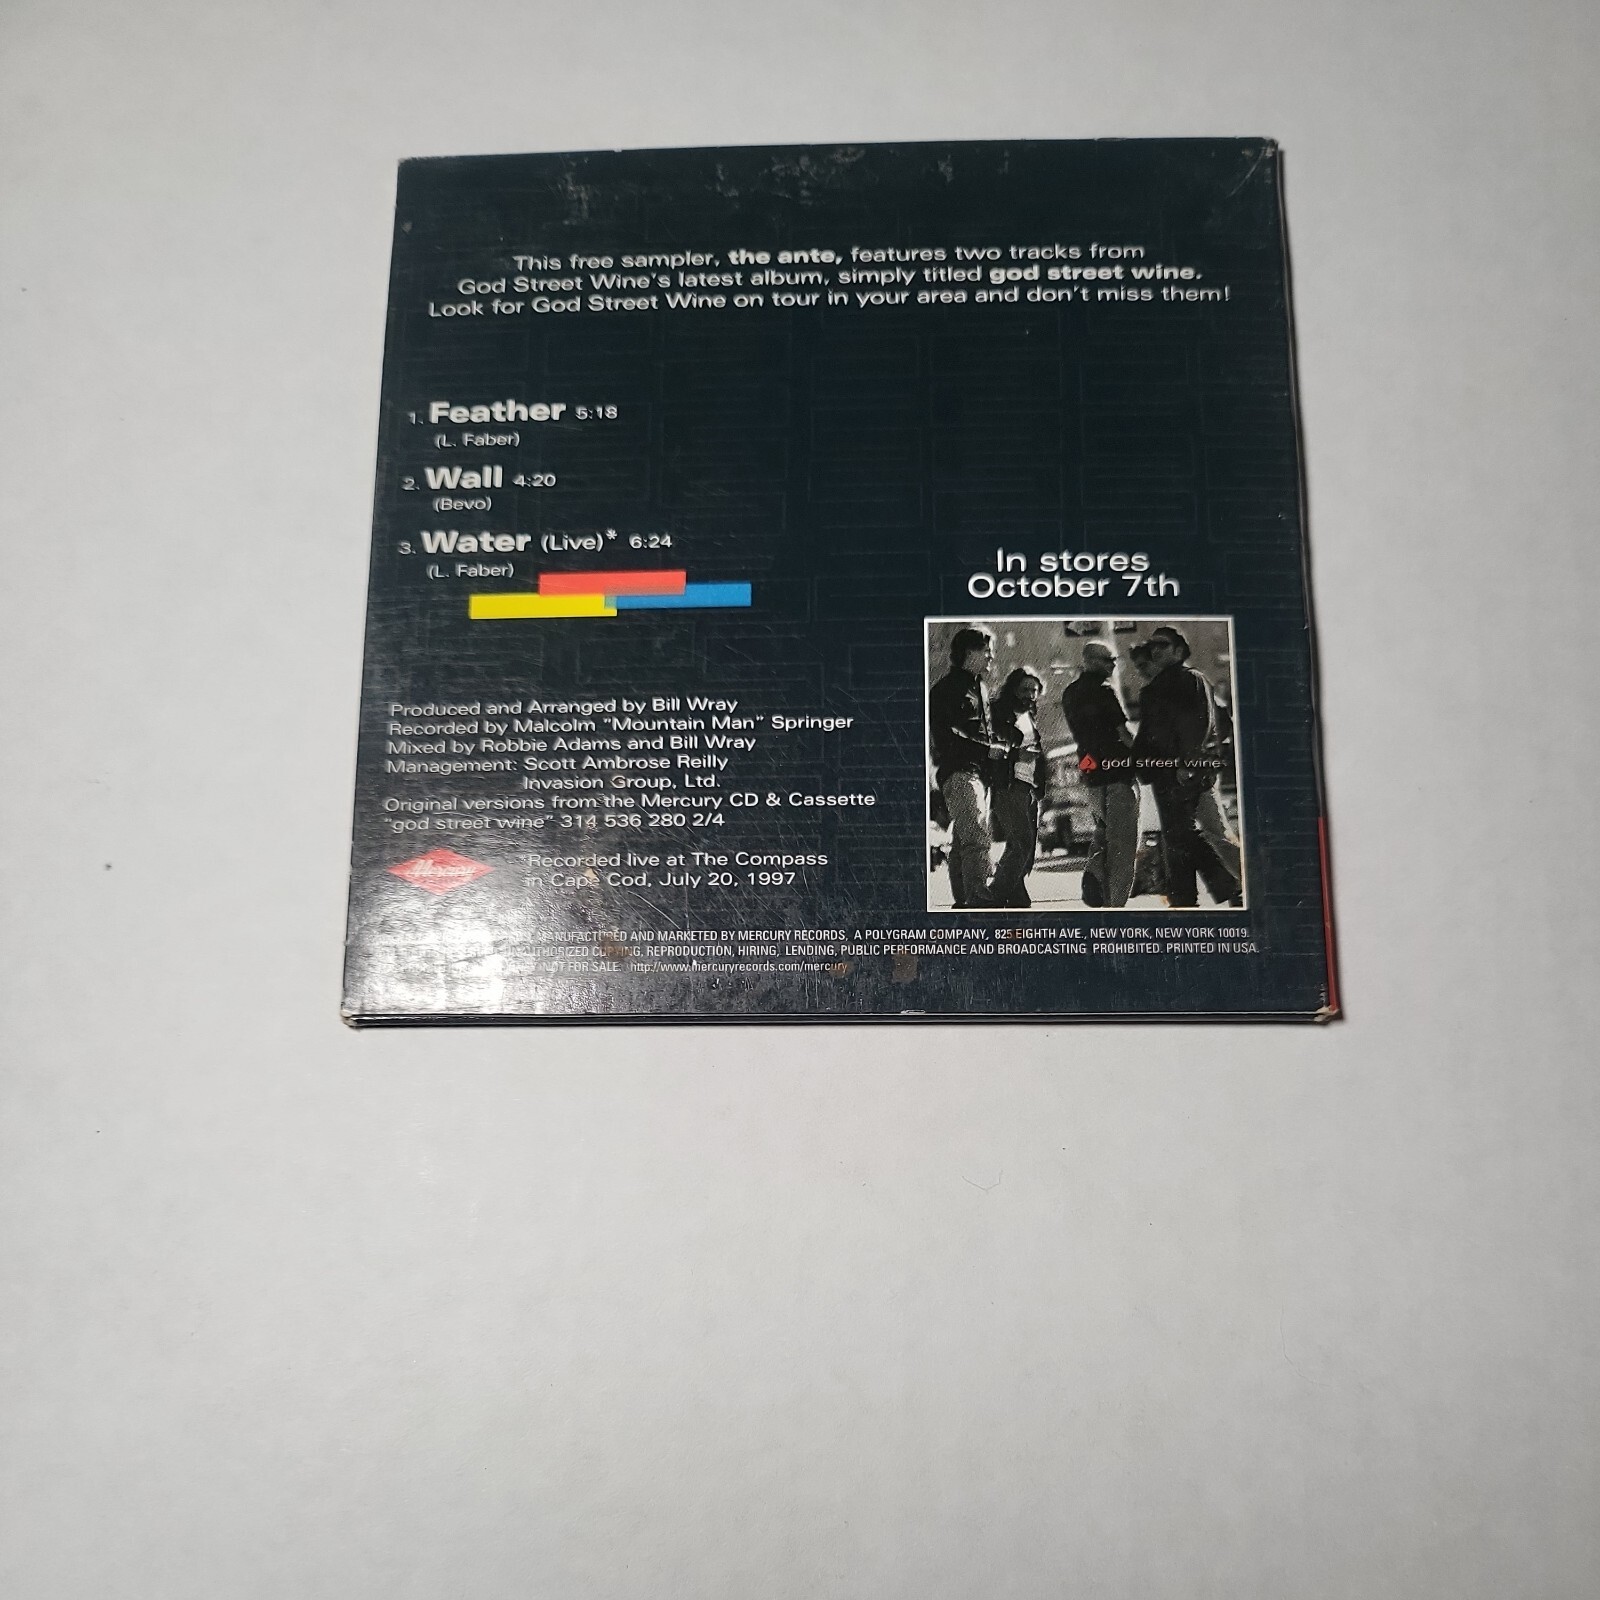 This free sampler, the ante, features two tracks from
God Street Wine's latest album, simply titled god street wine.
Look for God Street Wine on tour in your area and don't miss them!
1. Feather 5:18
(L. Faber)
2. Wall 4:20
(Bevo)
3. Water (Live)* 6:24
(L. Faber)
In stores
October 7th
god street wine
Produced and Arranged by Bill Wray
Recorded by Malcolm "Mountain Man" Springer
Mixed by Robbie Adams and Bill Wray
Management: Scott Ambrose Reilly
Invasion Group, Ltd.
Original versions from the Mercury CD & Cassette
"god street wine" 314 536 280 2/4
Mercury
*Recorded live at The Compass
in Cape Cod, July 20, 1997
MANUFACTURED AND MARKETED BY MERCURY RECORDS, A POLYGRAM COMPANY, 825 EIGHTH AVE., NEW YORK, NEW YORK 10019.
COPYING, REPRODUCTION, HIRING, LENDING, PUBLIC PERFORMANCE AND BROADCASTING PROHIBITED. PRINTED IN USA.
NOT FOR SALE. http://www.mercuryrecords.com/mercury